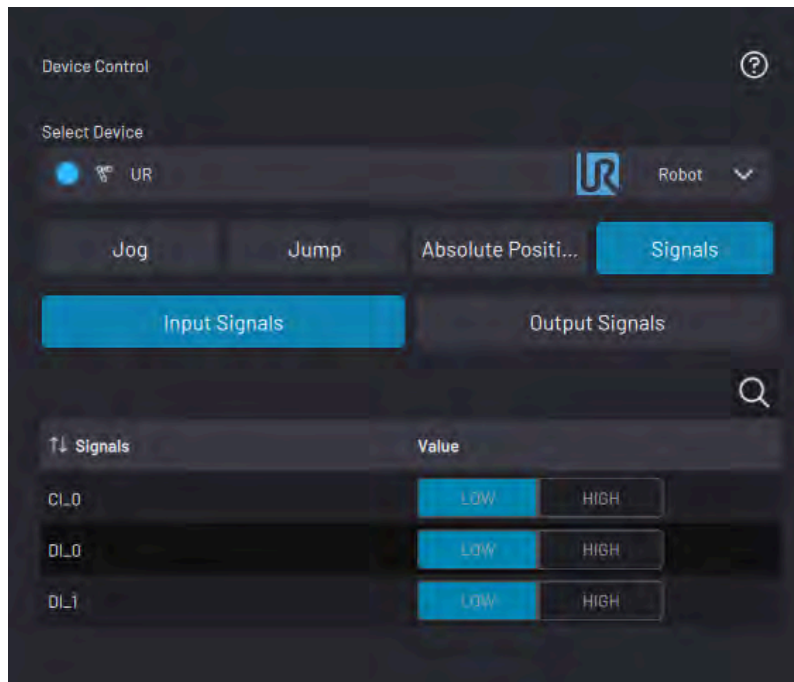 Device Control ?
Select Device
UR UR Robot
Jog Jump Absolute Positi... Signals
Input Signals Output Signals
↑↓ Signals Value
CI_0 LOW HIGH
DI_0 LOW HIGH
DI_1 LOW HIGH